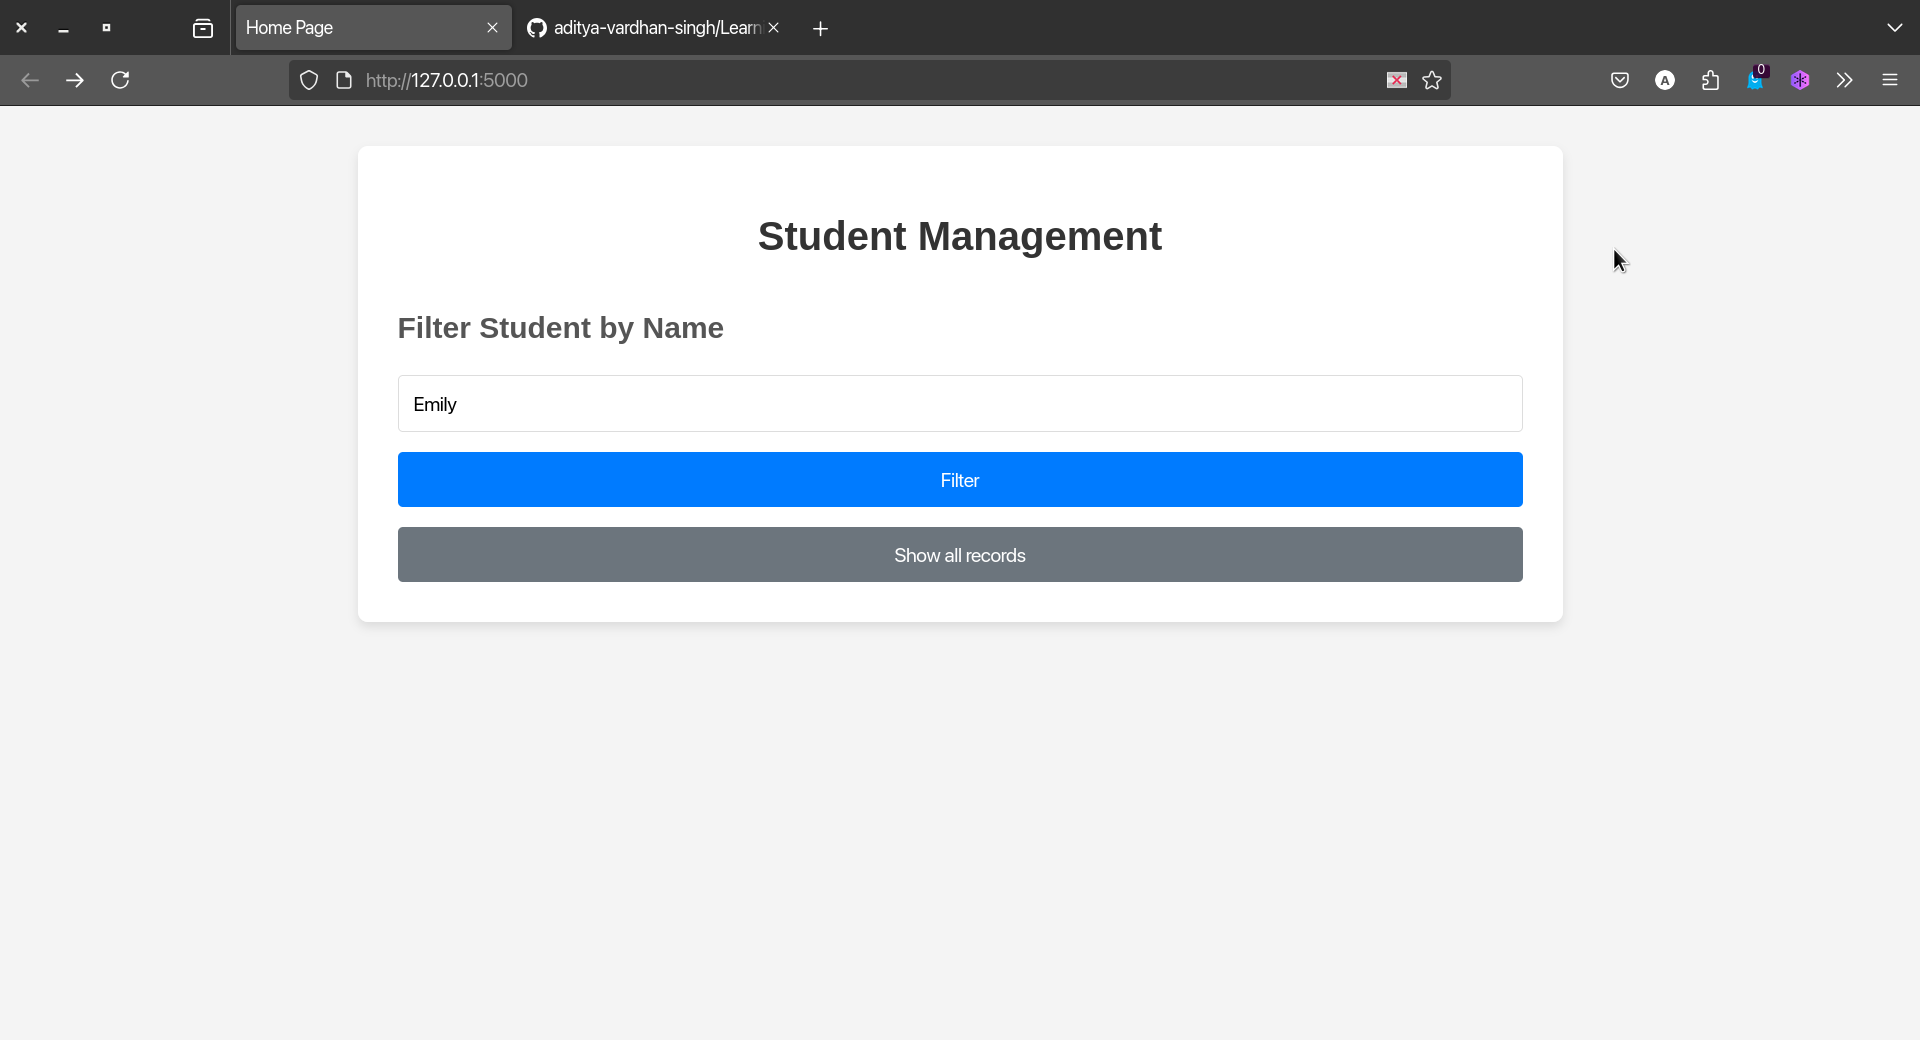 Home Page
aditya-vardhan-singh/Learn
http://127.0.0.1:5000
A
0
Student Management
Filter Student by Name
Emily
Filter
Show all records